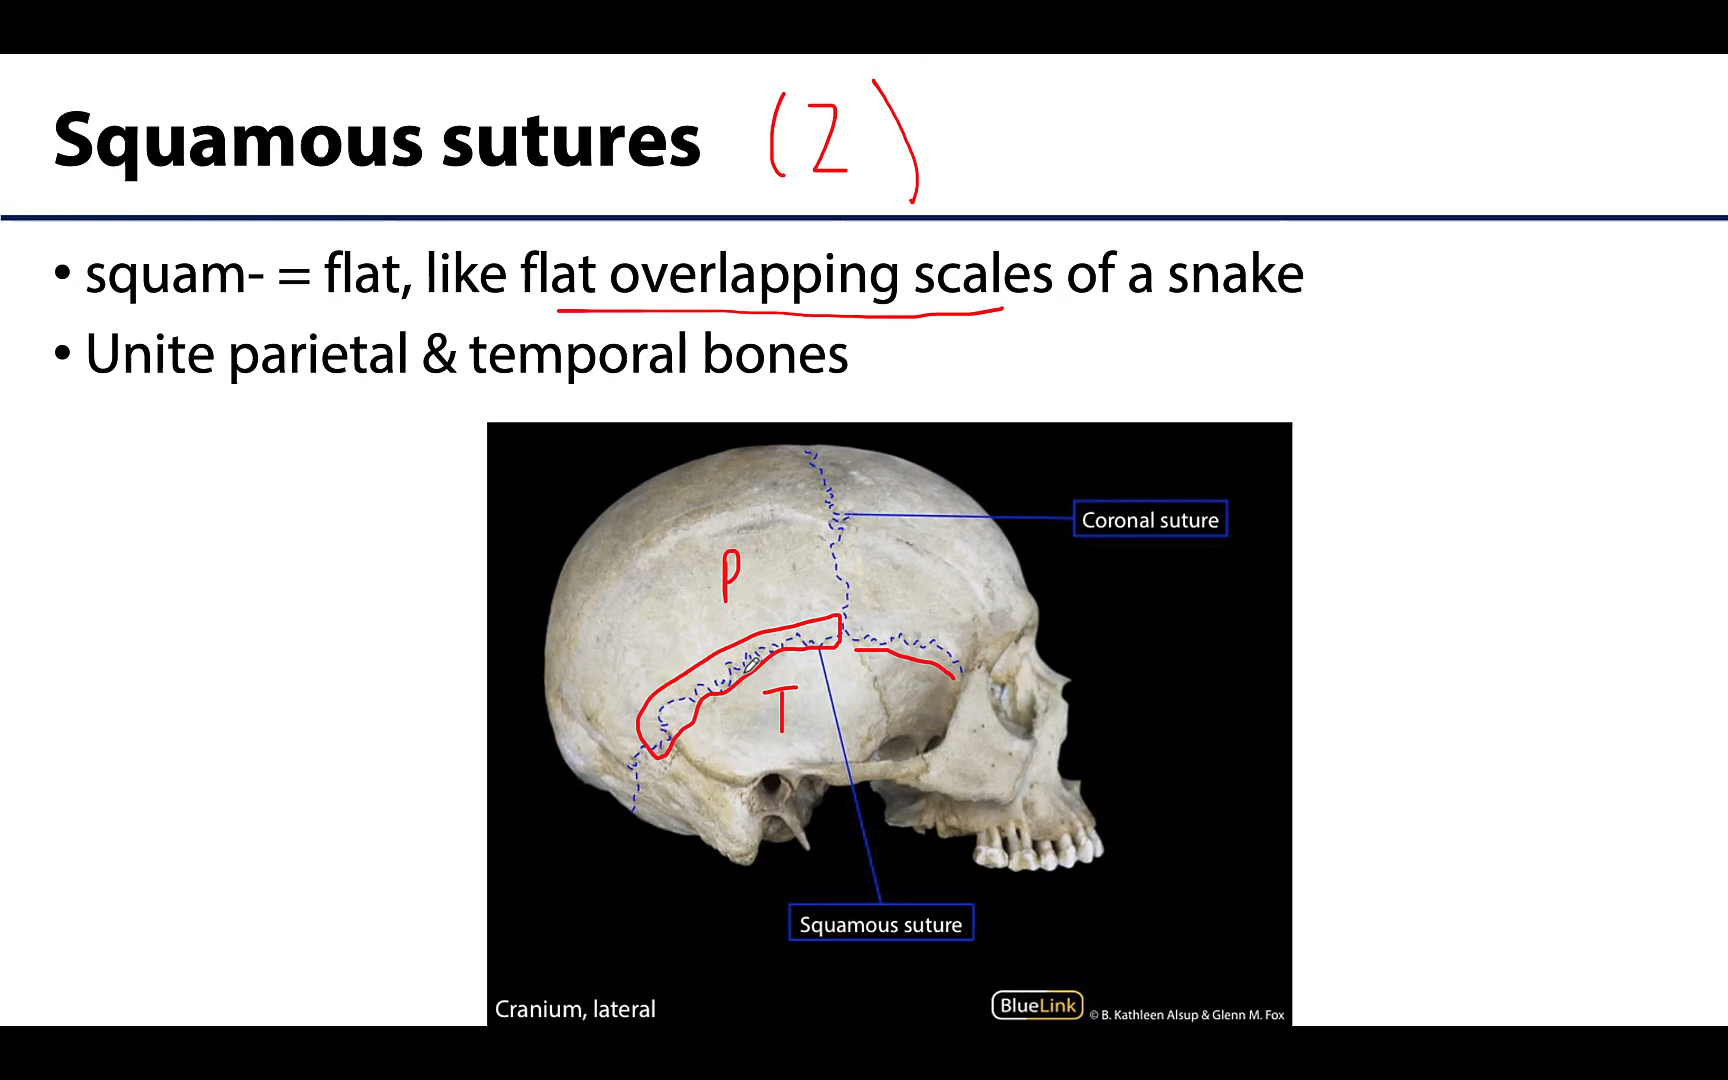 Squamous sutures (2)
• squam- = flat, like flat overlapping scales of a snake
• Unite parietal & temporal bones
Coronal suture
P
T
Squamous suture
Cranium, lateral
BlueLink © B. Kathleen Alsup & Glenn M. Fox